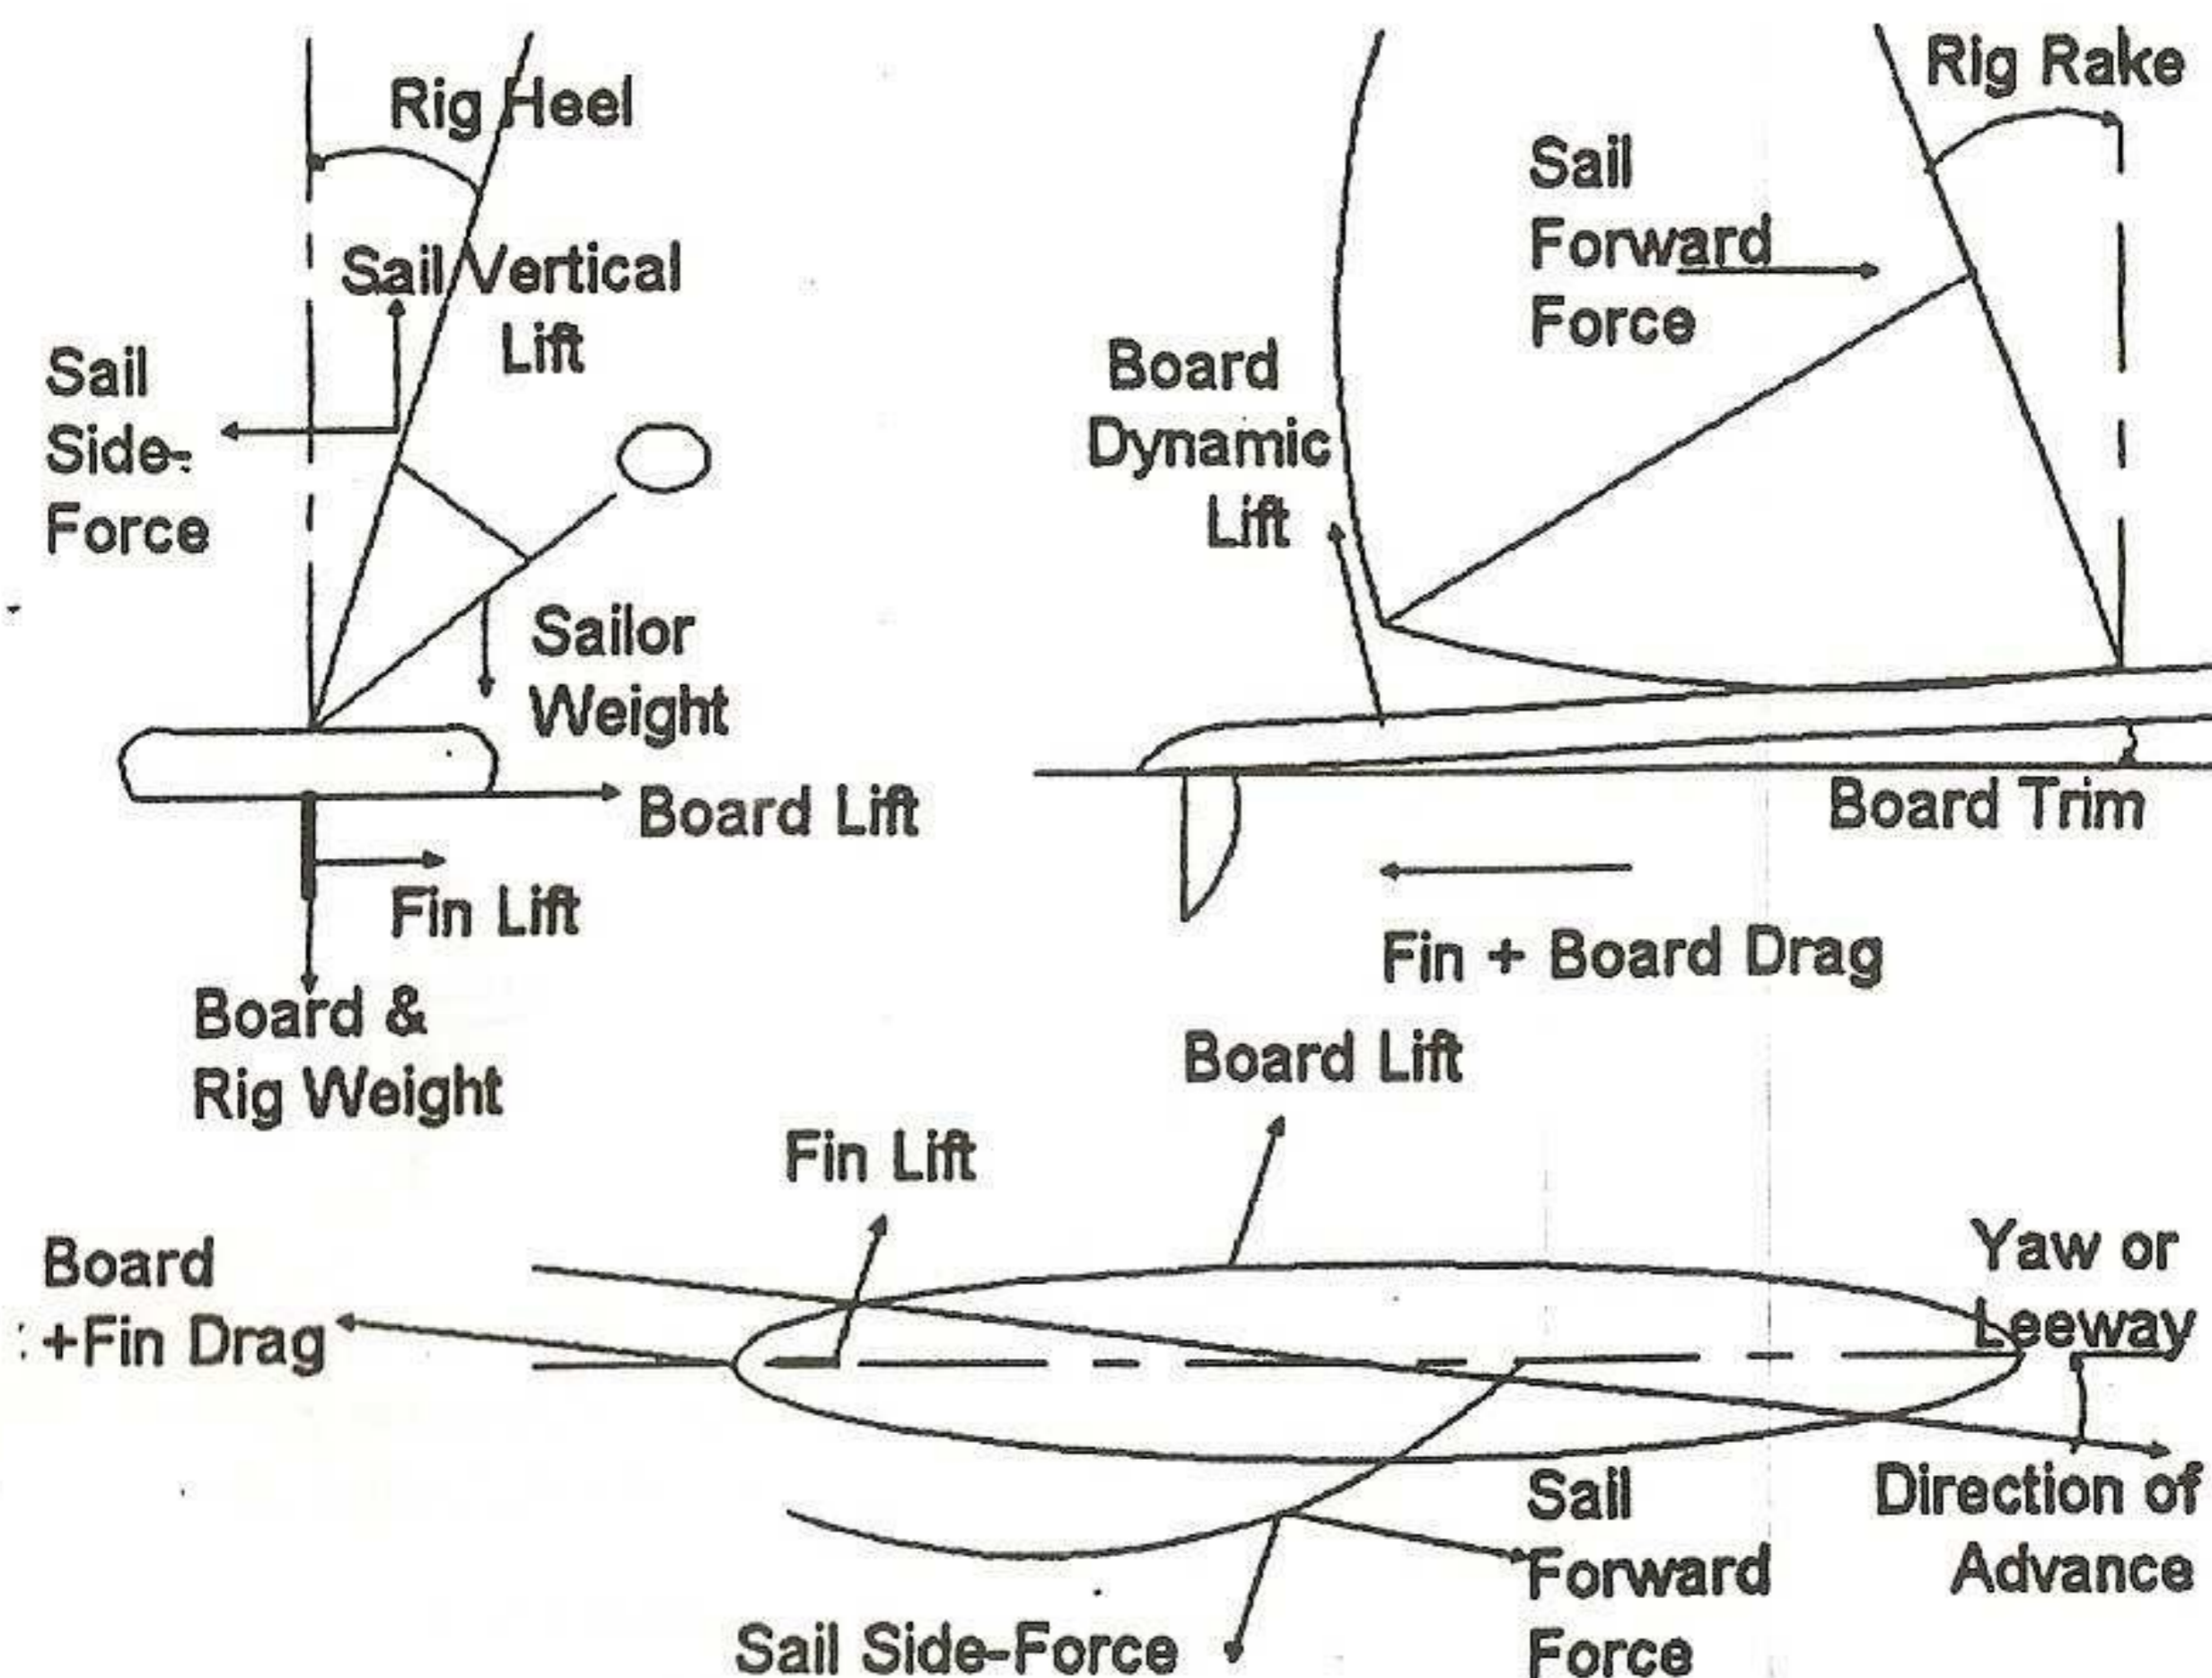 Rig Heel
Sail Vertical
Lift
Sail
Side-
Force
Sailor
Weight
Board Lift
Fin Lift
Board &
Rig Weight
Rig Rake
Sail
Forward
Force
Board
Dynamic
Lift
Board Trim
Fin + Board Drag
Board Lift
Fin Lift
Board
+Fin Drag
Yaw or
Leeway
Direction of
Advance
Sail
Forward
Force
Sail Side-Force